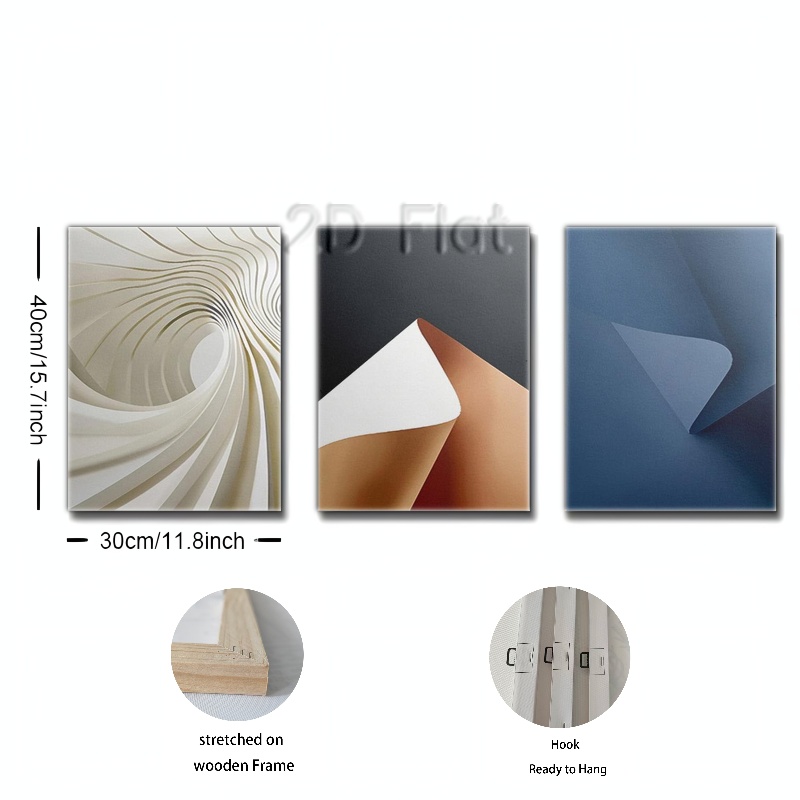 2D Flat
40cm/15.7inch
30cm/11.8inch
stretched on
wooden Frame
Hook
Ready to Hang